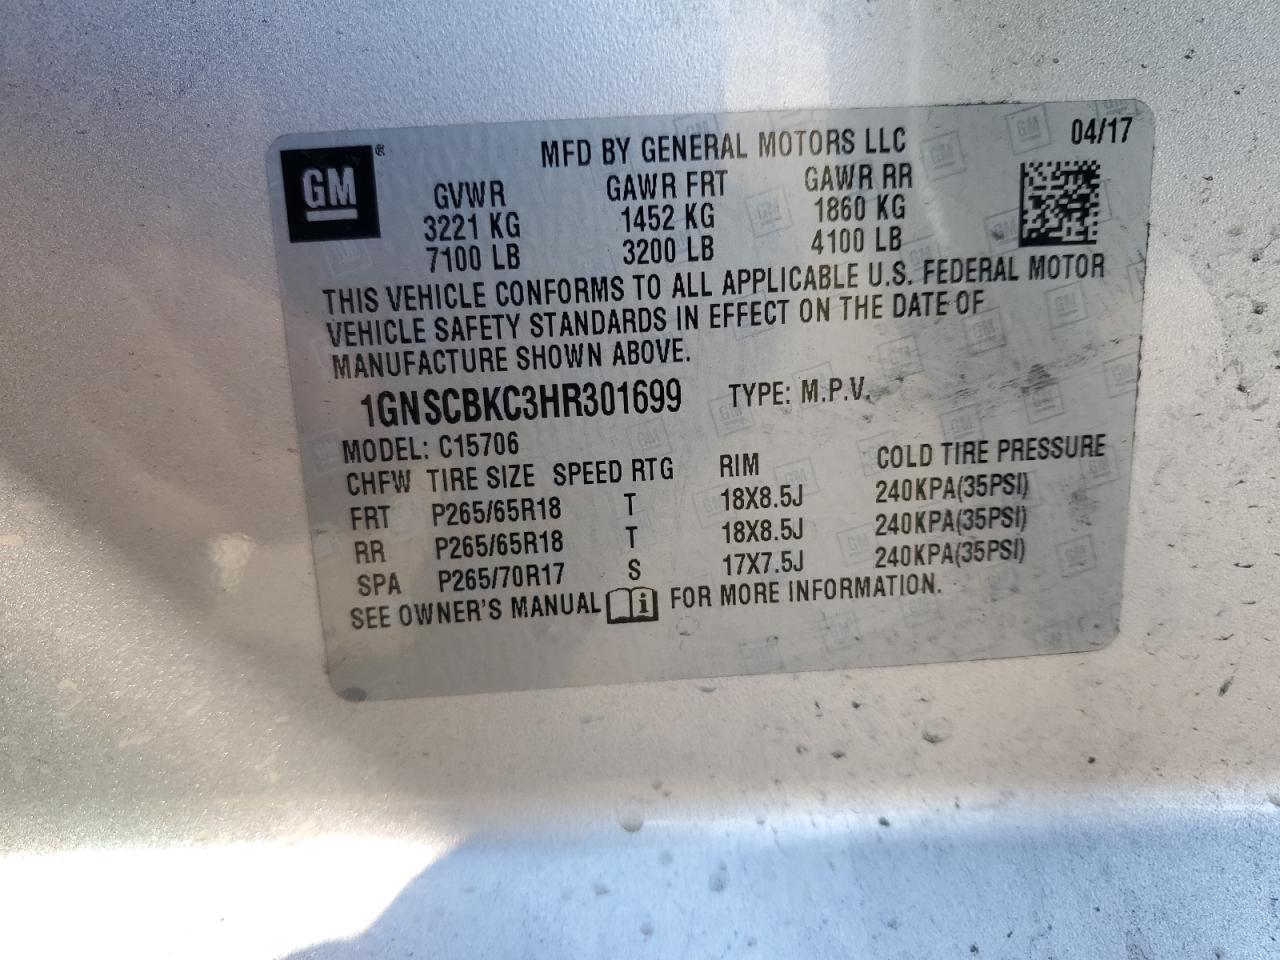 GM ®
MFD BY GENERAL MOTORS LLC 04/17
GVWR GAWR FRT GAWR RR
3221 KG 1452 KG 1860 KG
7100 LB 3200 LB 4100 LB
THIS VEHICLE CONFORMS TO ALL APPLICABLE U.S. FEDERAL MOTOR
VEHICLE SAFETY STANDARDS IN EFFECT ON THE DATE OF
MANUFACTURE SHOWN ABOVE.
1GNSCBKC3HR301699 TYPE: M.P.V.
MODEL: C15706
CHFW TIRE SIZE SPEED RTG RIM COLD TIRE PRESSURE
FRT P265/65R18 T 18X8.5J 240KPA(35PSI)
RR P265/65R18 T 18X8.5J 240KPA(35PSI)
SPA P265/70R17 S 17X7.5J 240KPA(35PSI)
SEE OWNER'S MANUAL i FOR MORE INFORMATION.